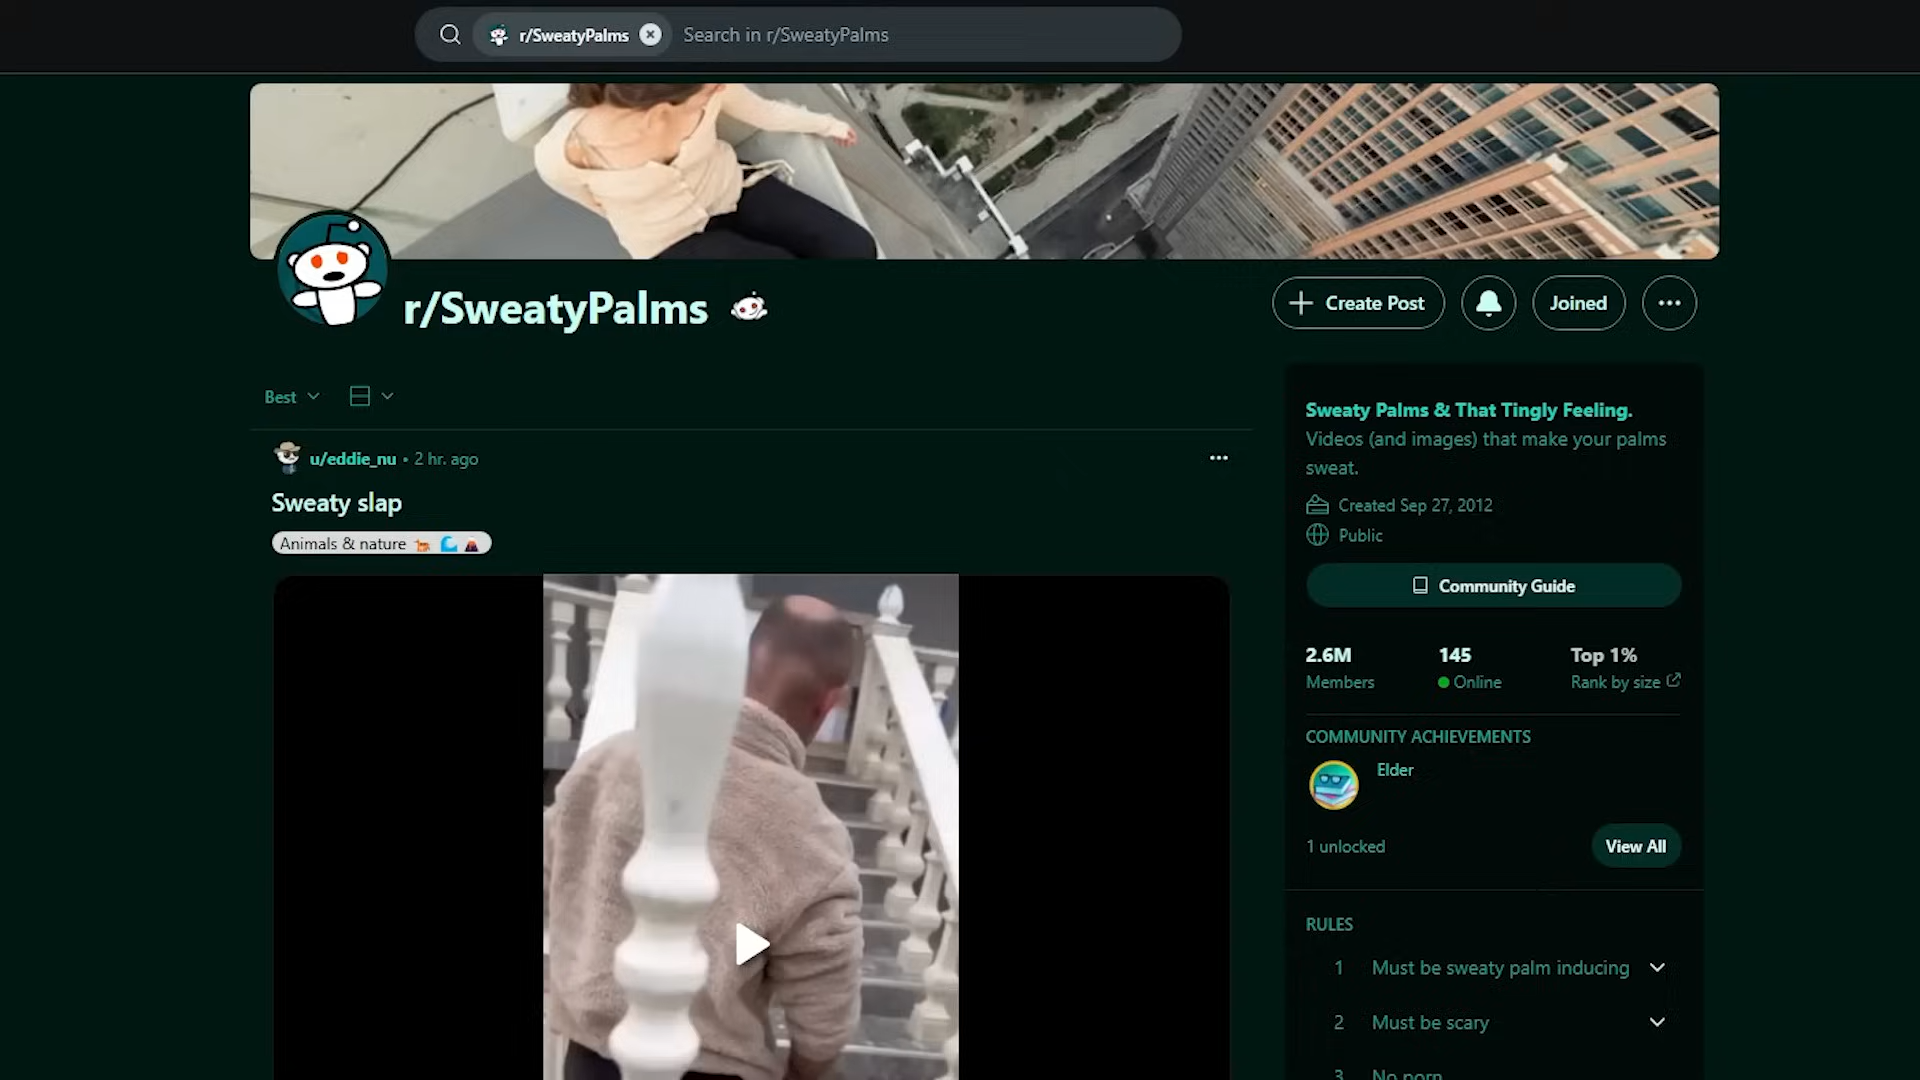 r/SweatyPalms
Search in r/SweatyPalms
r/SweatyPalms
Create Post
Joined
Best
u/eddie_nu • 2 hr. ago
Sweaty slap
Animals & nature 🐅 🌊 🌋
Sweaty Palms & That Tingly Feeling.
Videos (and images) that make your palms
sweat.
Created Sep 27, 2012
Public
Community Guide
2.6M 145 Top 1%
Members Online Rank by size
COMMUNITY ACHIEVEMENTS
Elder
1 unlocked View All
RULES
1 Must be sweaty palm inducing
2 Must be scary
3 No porn